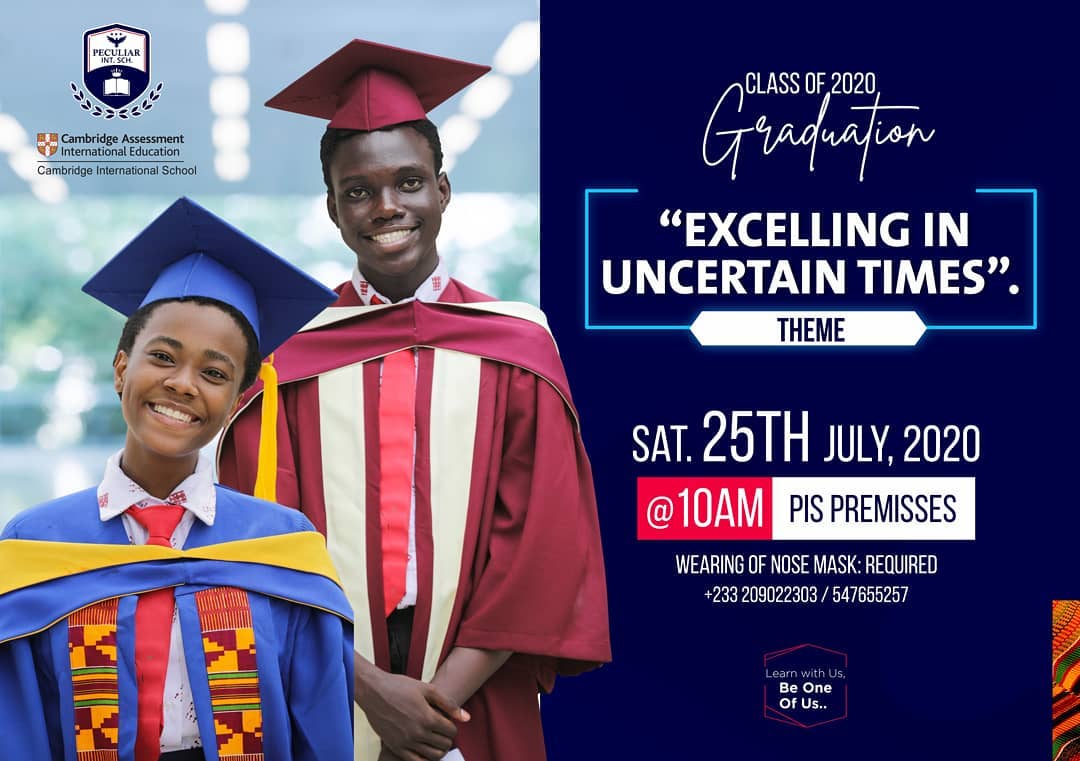 PECULIAR
INT. SCH.
Cambridge Assessment
International Education
Cambridge International School
CLASS OF 2020
Graduation
“EXCELLING IN
UNCERTAIN TIMES”.
THEME
SAT. 25TH JULY, 2020
@10AM PIS PREMISSES
WEARING OF NOSE MASK: REQUIRED
+233 209022303 / 547655257
Learn with Us,
Be One
Of Us..